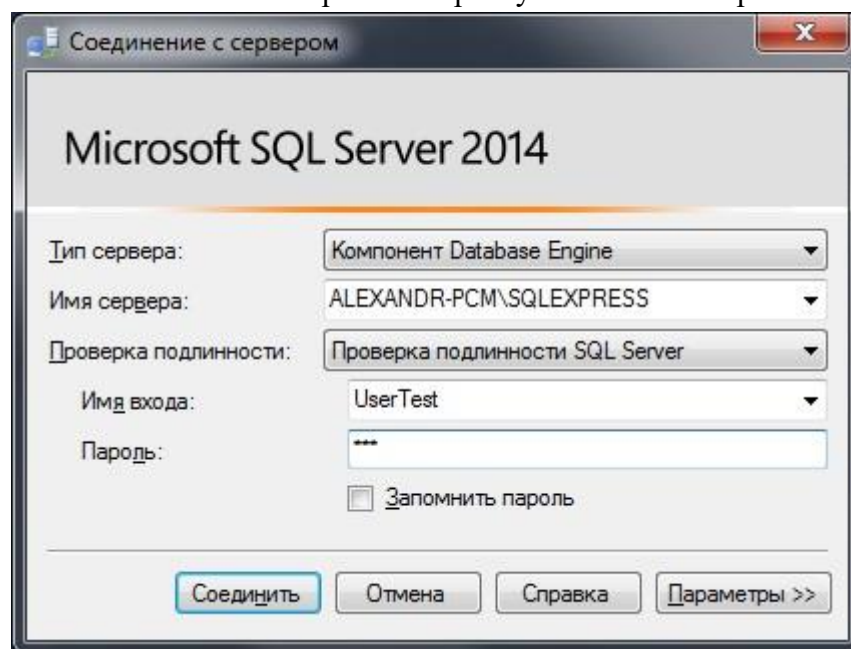 Соединение с сервером
Microsoft SQL Server 2014
Тип сервера: Компонент Database Engine
Имя сервера: ALEXANDR-PCM\SQLEXPRESS
Проверка подлинности: Проверка подлинности SQL Server
Имя входа: UserTest
Пароль: ***
Запомнить пароль
Соединить Отмена Справка Параметры >>